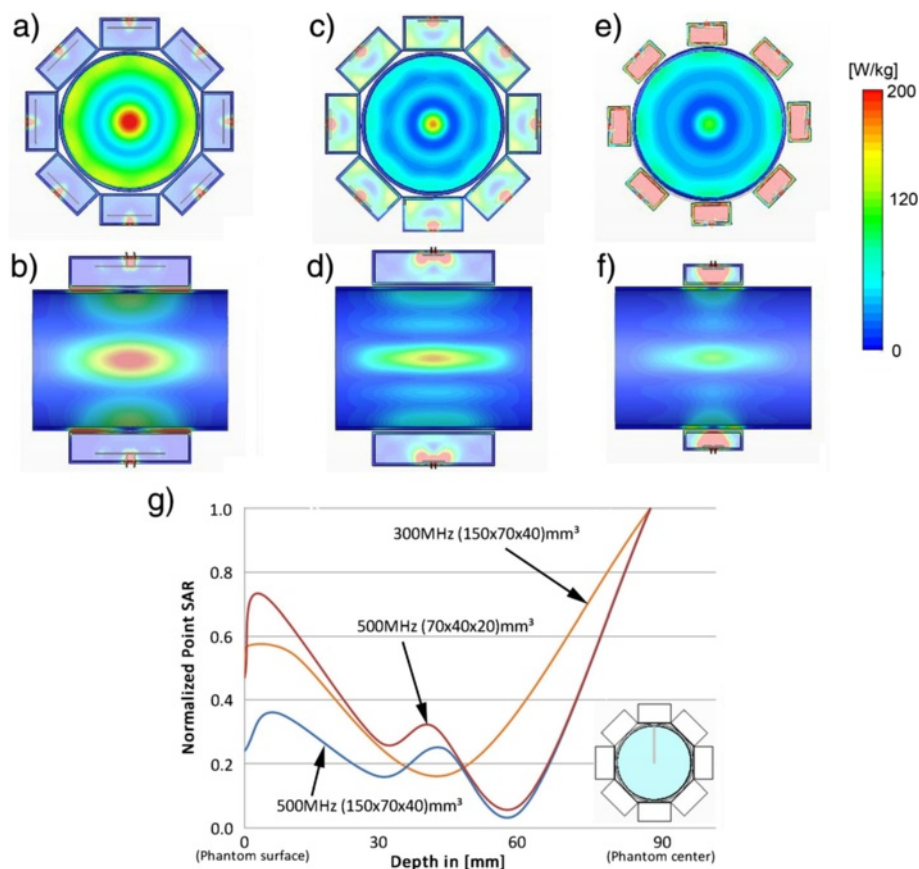 a)
c)
e)
[W/kg]
200
120
0
b)
d)
f)
g)
1.0
0.8
0.6
0.4
0.2
0.0
Normalized Point SAR
300MHz (150x70x40)mm³
500MHz (70x40x20)mm³
500MHz (150x70x40)mm³
0
30
60
90
(Phantom surface)
Depth in [mm]
(Phantom center)